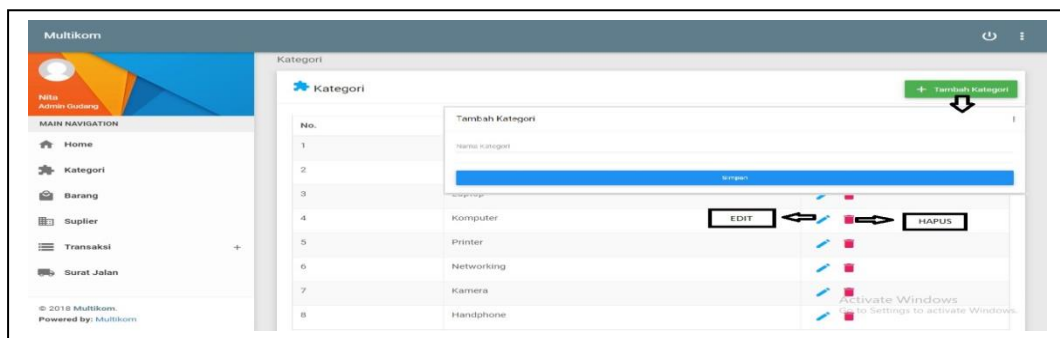 Multikom
Kategori
Nita
Admin Gudang
MAIN NAVIGATION
Home
Kategori
Barang
Suplier
Transaksi +
Surat Jalan
© 2018 Multikom.
Powered by: Multikom
Kategori
+ Tambah Kategori
Tambah Kategori
Nama Kategori
Simpan
No.
1
2
3 Laptop
4 Komputer EDIT HAPUS
5 Printer
6 Networking
7 Kamera
8 Handphone
Activate Windows
Go to Settings to activate Windows.